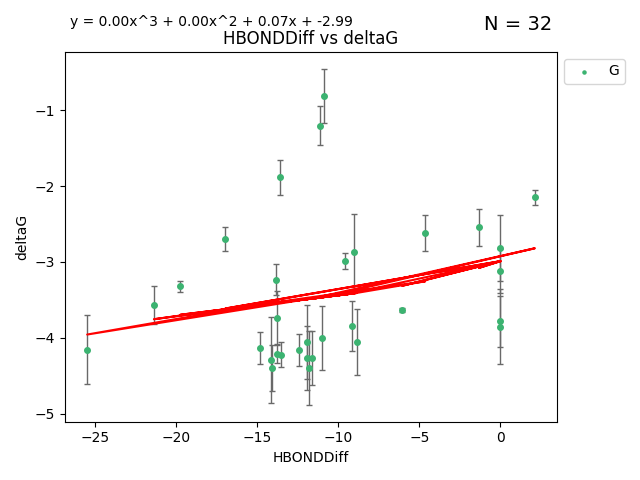 y = 0.00x^3 + 0.00x^2 + 0.07x + -2.99
N = 32
HBONDDiff vs deltaG
G
deltaG
−1
−2
−3
−4
−5
−25
−20
−15
−10
−5
0
HBONDDiff